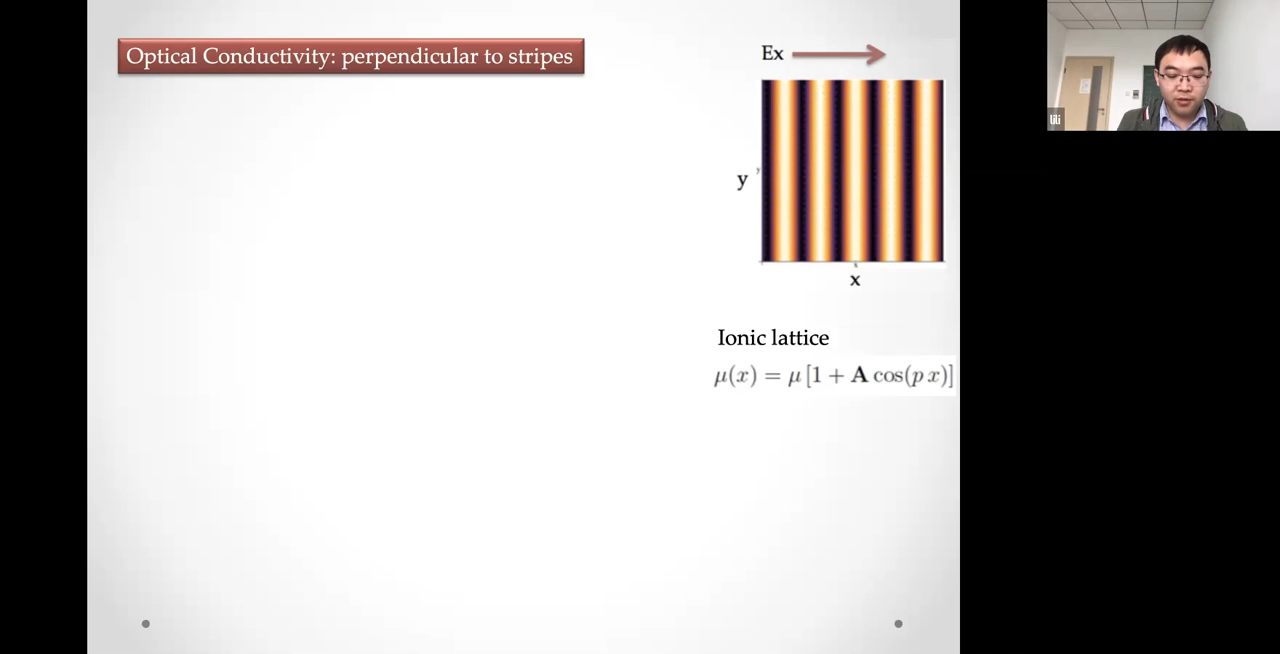 Optical Conductivity: perpendicular to stripes
Ex
y
x
Ionic lattice
μ(x) = μ [1 + A cos(p x)]